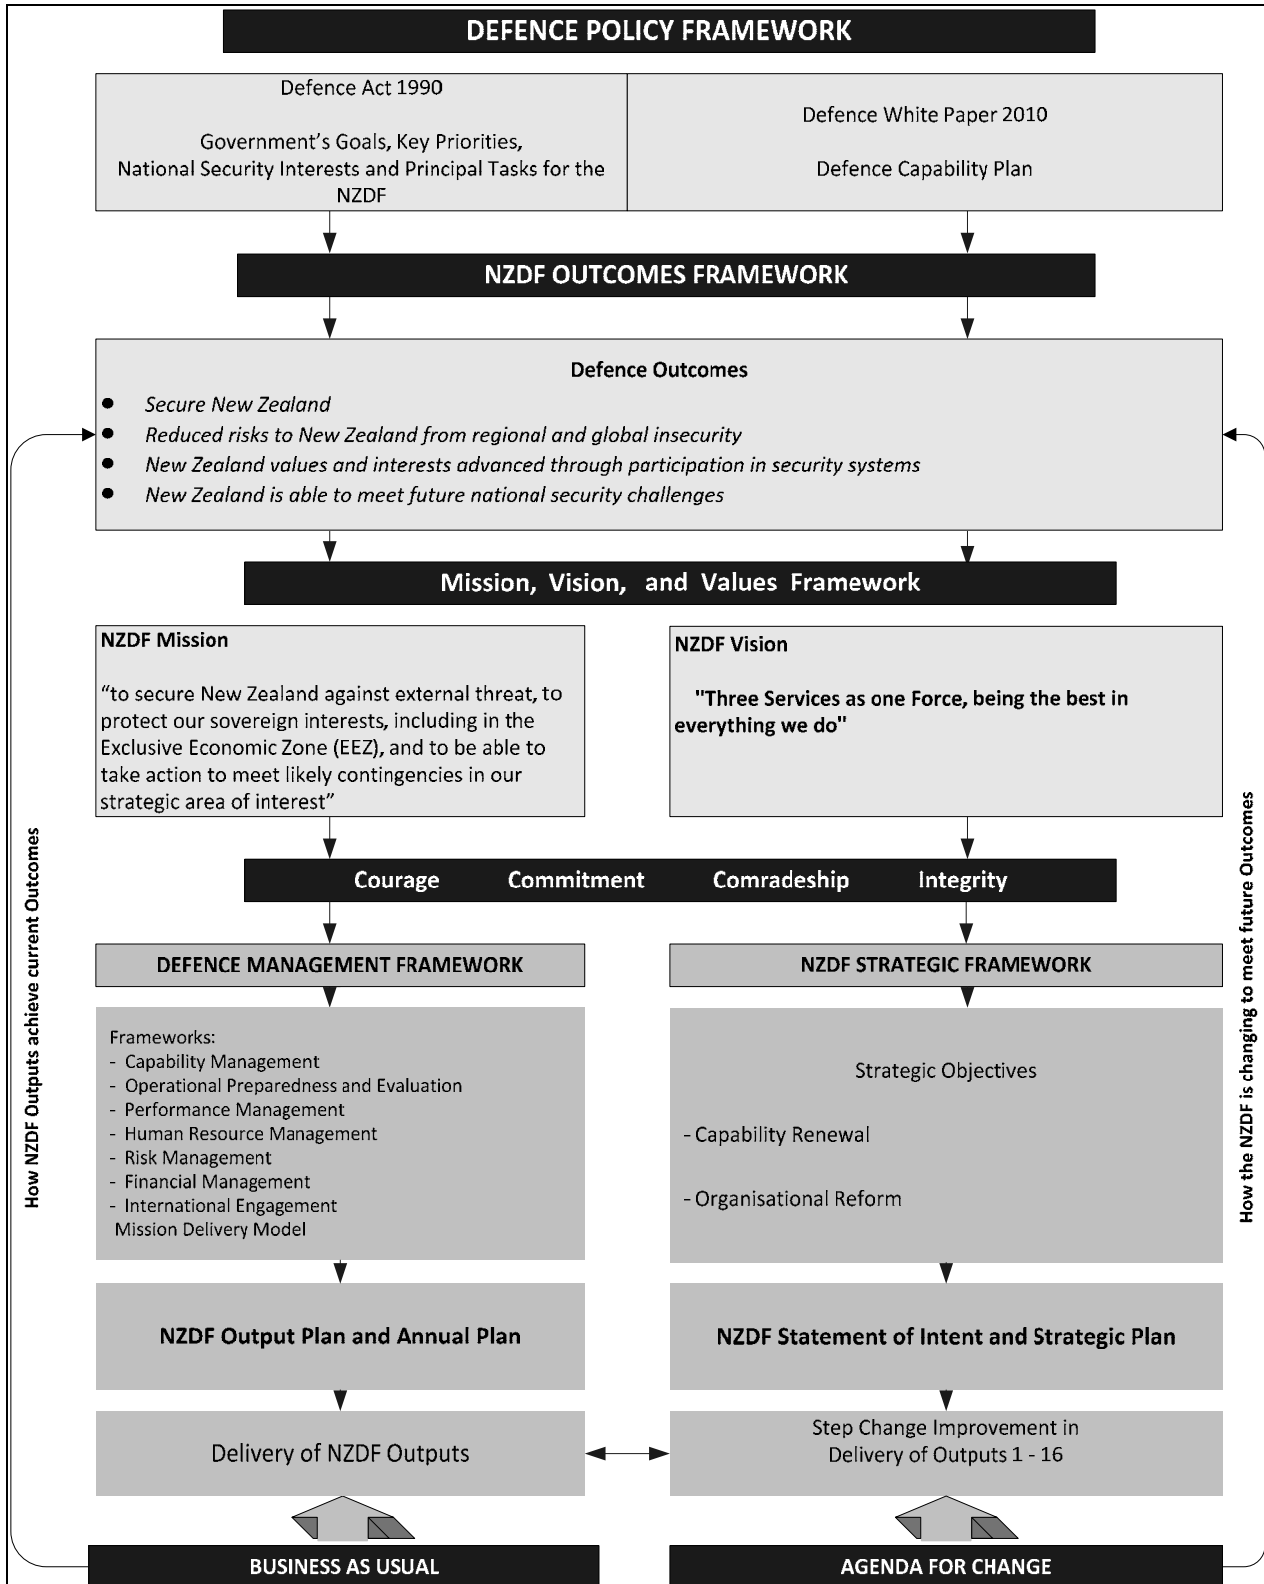 DEFENCE POLICY FRAMEWORK
Defence Act 1990
Government’s Goals, Key Priorities,
National Security Interests and Principal Tasks for the
NZDF
Defence White Paper 2010
Defence Capability Plan
NZDF OUTCOMES FRAMEWORK
Defence Outcomes
● Secure New Zealand
● Reduced risks to New Zealand from regional and global insecurity
● New Zealand values and interests advanced through participation in security systems
● New Zealand is able to meet future national security challenges
Mission, Vision, and Values Framework
NZDF Mission
“to secure New Zealand against external threat, to
protect our sovereign interests, including in the
Exclusive Economic Zone (EEZ), and to be able to
take action to meet likely contingencies in our
strategic area of interest”
NZDF Vision
"Three Services as one Force, being the best in
everything we do"
Courage Commitment Comradeship Integrity
DEFENCE MANAGEMENT FRAMEWORK
NZDF STRATEGIC FRAMEWORK
Frameworks:
- Capability Management
- Operational Preparedness and Evaluation
- Performance Management
- Human Resource Management
- Risk Management
- Financial Management
- International Engagement
Mission Delivery Model
Strategic Objectives
- Capability Renewal
- Organisational Reform
NZDF Output Plan and Annual Plan
NZDF Statement of Intent and Strategic Plan
Delivery of NZDF Outputs
Step Change Improvement in
Delivery of Outputs 1 - 16
BUSINESS AS USUAL
AGENDA FOR CHANGE
How NZDF Outputs achieve current Outcomes
How the NZDF is changing to meet future Outcomes